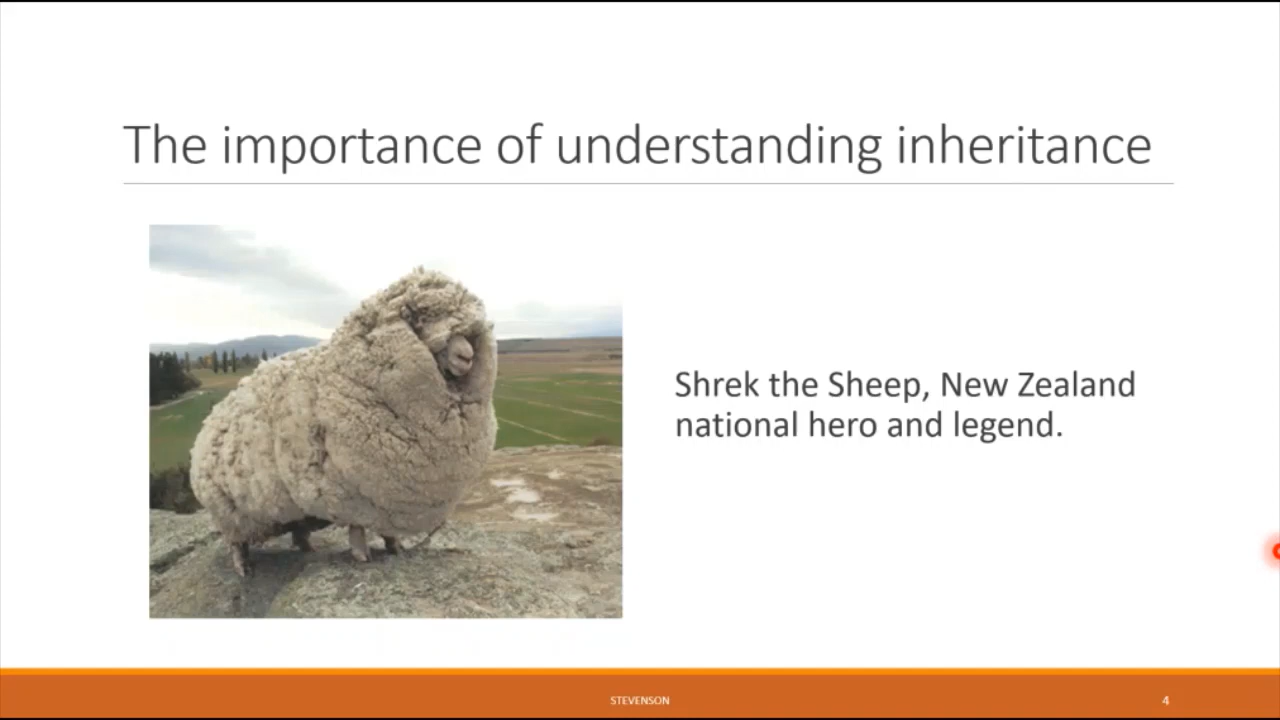 The importance of understanding inheritance
Shrek the Sheep, New Zealand
national hero and legend.
STEVENSON
4